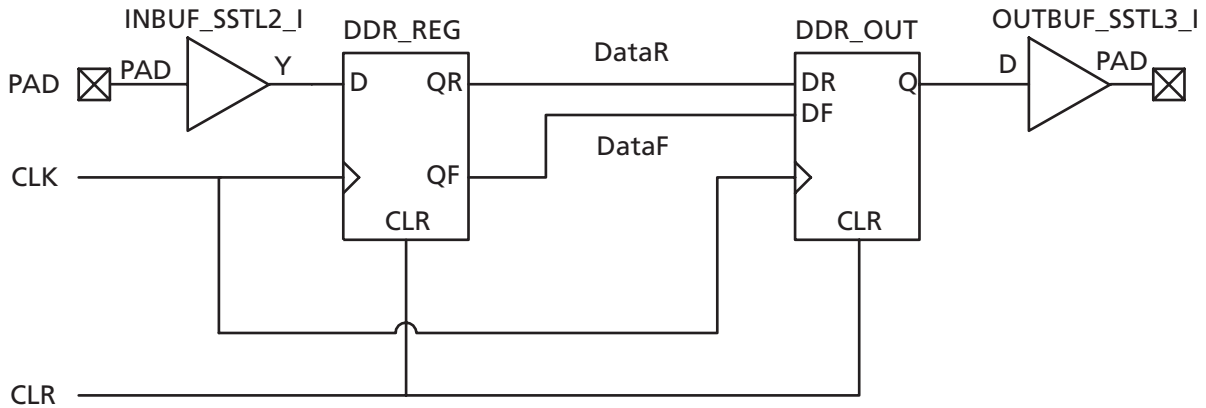 INBUF_SSTL2_I
DDR_REG
DDR_OUT
OUTBUF_SSTL3_I
PAD
PAD
Y
D
QR
DataR
DR
Q
D
PAD
DF
DataF
CLK
QF
CLR
CLR
CLR